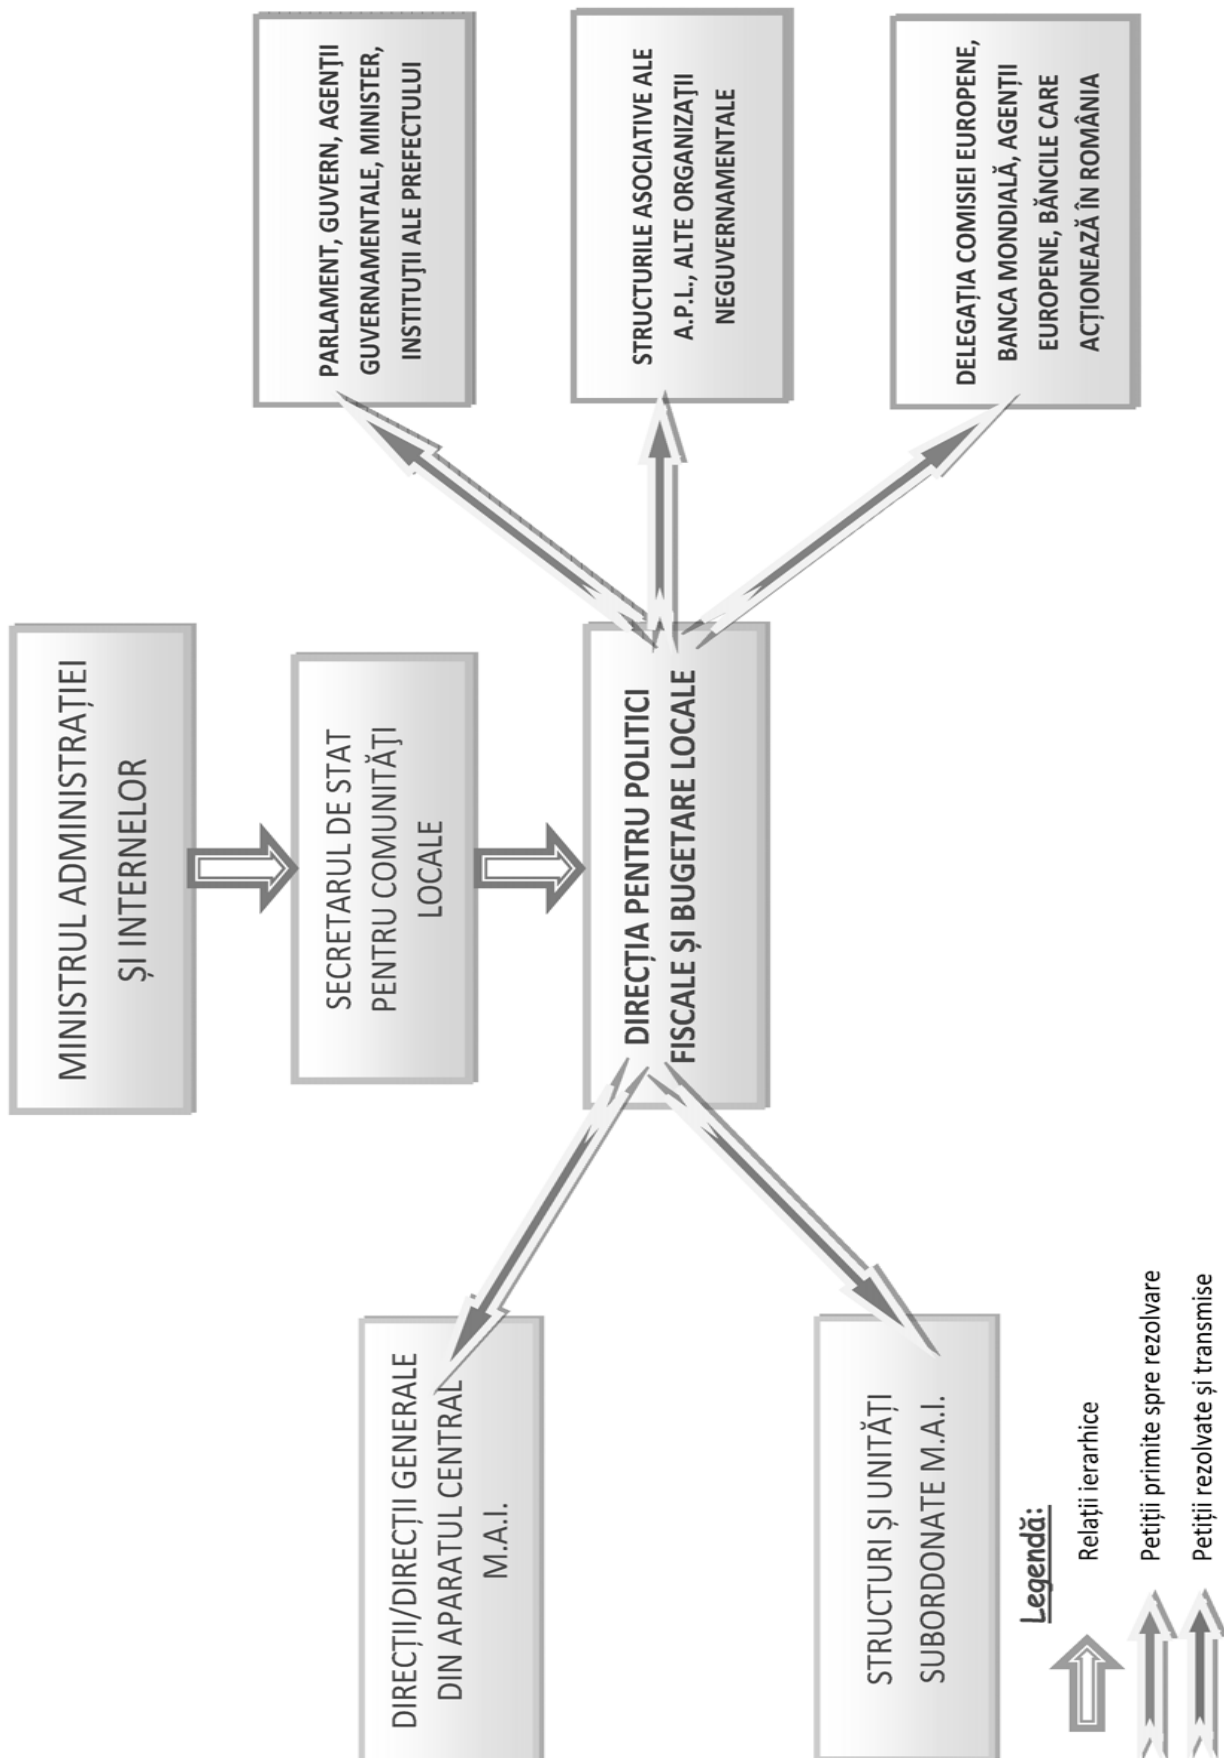 MINISTRUL ADMINISTRAȚIEI
ȘI INTERNELOR
SECRETARUL DE STAT
PENTRU COMUNITĂȚI
LOCALE
DIRECȚIA PENTRU POLITICI
FISCALE ȘI BUGETARE LOCALE
DIRECȚII/DIRECȚII GENERALE
DIN APARATUL CENTRAL
M.A.I.
STRUCTURI ȘI UNITĂȚI
SUBORDONATE M.A.I.
PARLAMENT, GUVERN, AGENȚII
GUVERNAMENTALE, MINISTER,
INSTITUȚII ALE PREFECTULUI
STRUCTURILE ASOCIATIVE ALE
A.P.L., ALTE ORGANIZAȚII
NEGUVERNAMENTALE
DELEGAȚIA COMISIEI EUROPENE,
BANCA MONDIALĂ, AGENȚII
EUROPENE, BĂNCILE CARE
ACȚIONEAZĂ ÎN ROMÂNIA
Legendă:
Relații ierarhice
Petiții primite spre rezolvare
Petiții rezolvate și transmise